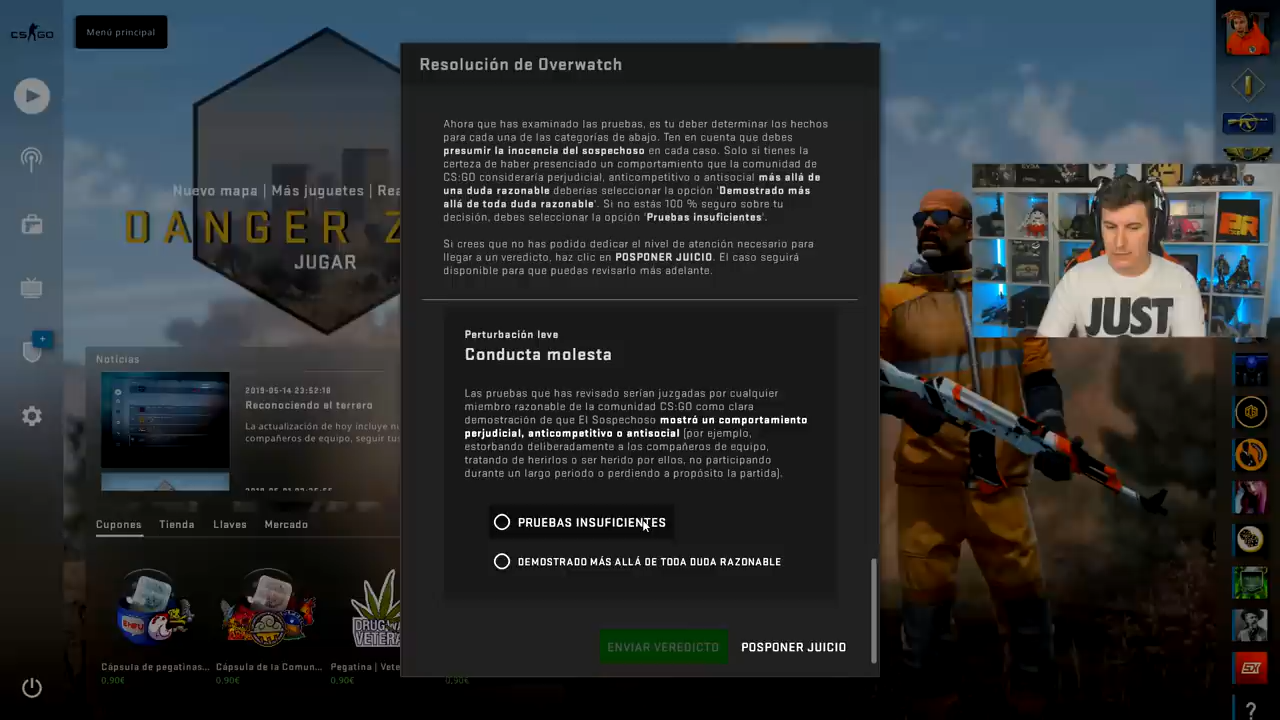 CS:GO
Menú principal
Nuevo mapa | Más juguetes | Rea
DANGER Z
JUGAR
Noticias
2019-05-14 23:52:18
Reconociendo el terrero
La actualización de hoy incluye nu
compañeros de equipo, seguir tus
Cupones
Tienda
Llaves
Mercado
DRUG
VETERA
Cápsula de pegatinas...
0,90€
Cápsula de la Comun...
0,90€
Pegatina | Vete
0,90€
0,90€
Resolución de Overwatch
Ahora que has examinado las pruebas, es tu deber determinar los hechos
para cada una de las categorías de abajo. Ten en cuenta que debes
presumir la inocencia del sospechoso en cada caso. Solo si tienes la
certeza de haber presenciado un comportamiento que la comunidad de
CS:GO consideraría perjudicial, anticompetitivo o antisocial más allá de
una duda razonable deberías seleccionar la opción 'Demostrado más
allá de toda duda razonable'. Si no estás 100 % seguro sobre tu
decisión, debes seleccionar la opción 'Pruebas insuficientes'.
Si crees que no has podido dedicar el nivel de atención necesario para
llegar a un veredicto, haz clic en POSPONER JUICIO. El caso seguirá
disponible para que puedas revisarlo más adelante.
Perturbación leve
Conducta molesta
Las pruebas que has revisado serían juzgadas por cualquier
miembro razonable de la comunidad CS:GO como clara
demostración de que El Sospechoso mostró un comportamiento
perjudicial, anticompetitivo o antisocial (por ejemplo,
estorbando deliberadamente a los compañeros de equipo,
tratando de herirlos o ser herido por ellos, no participando
durante un largo periodo o perdiendo a propósito la partida).
PRUEBAS INSUFICIENTES
DEMOSTRADO MÁS ALLÁ DE TODA DUDA RAZONABLE
ENVIAR VEREDICTO
POSPONER JUICIO
JUST
SX
?